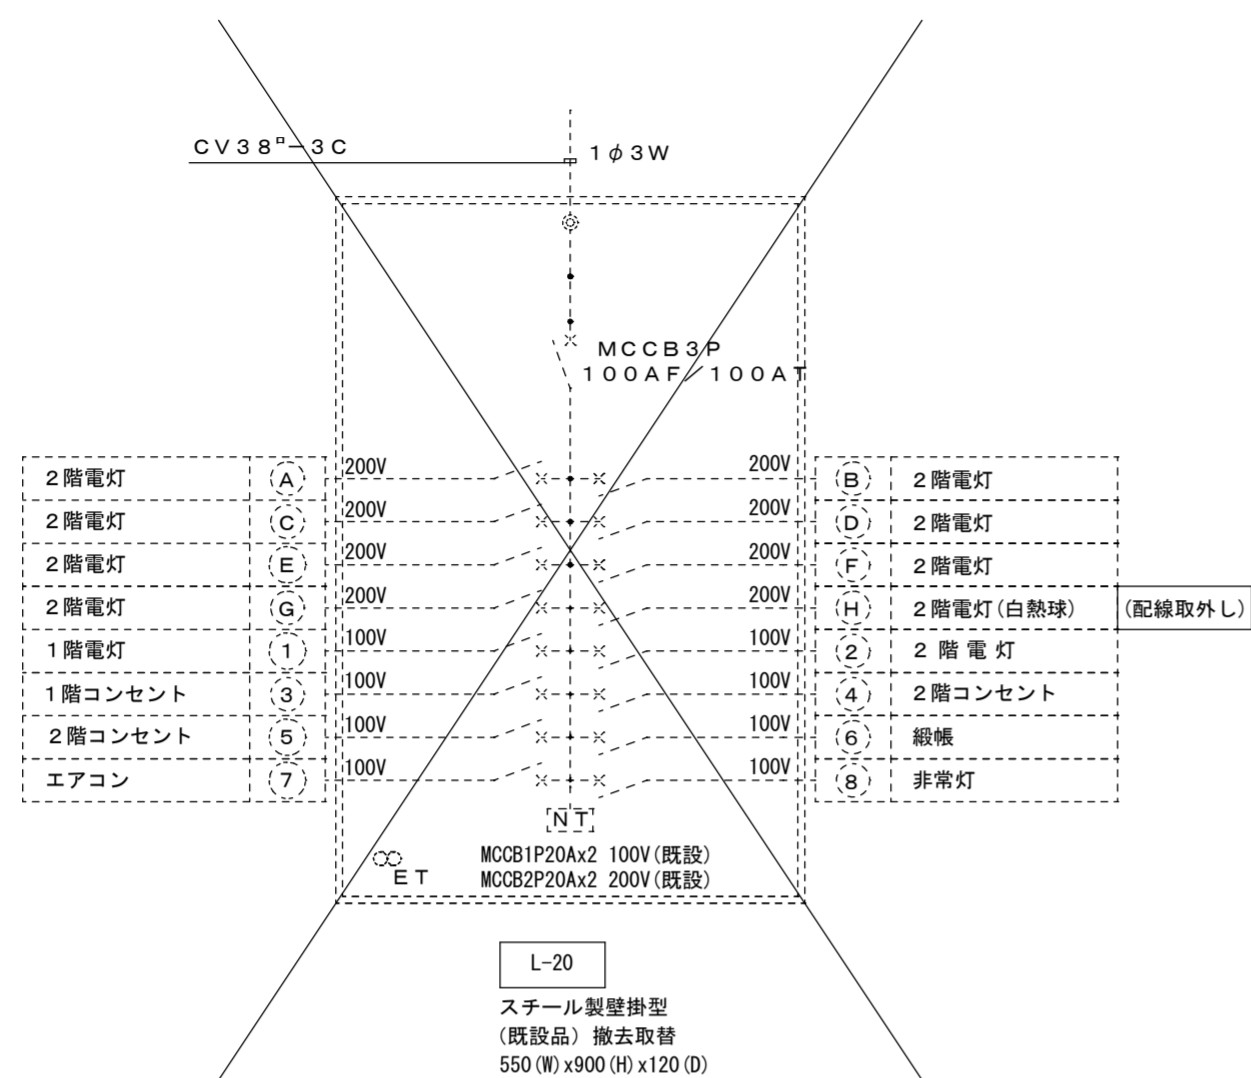 CV38□-3C
1φ3W
MCCB3P
100AF/100AT
2階電灯 A 200V 200V B 2階電灯
2階電灯 C 200V 200V D 2階電灯
2階電灯 E 200V 200V F 2階電灯
2階電灯 G 200V 200V H 2階電灯(白熱球) (配線取外し)
1階電灯 1 100V 100V 2 2階電灯
1階コンセント 3 100V 100V 4 2階コンセント
2階コンセント 5 100V 100V 6 緞帳
エアコン 7 100V 100V 8 非常灯
NT
ET
MCCB1P20Ax2 100V(既設)
MCCB2P20Ax2 200V(既設)
L-20
スチール製壁掛型
(既設品) 撤去取替
550(W)x900(H)x120(D)